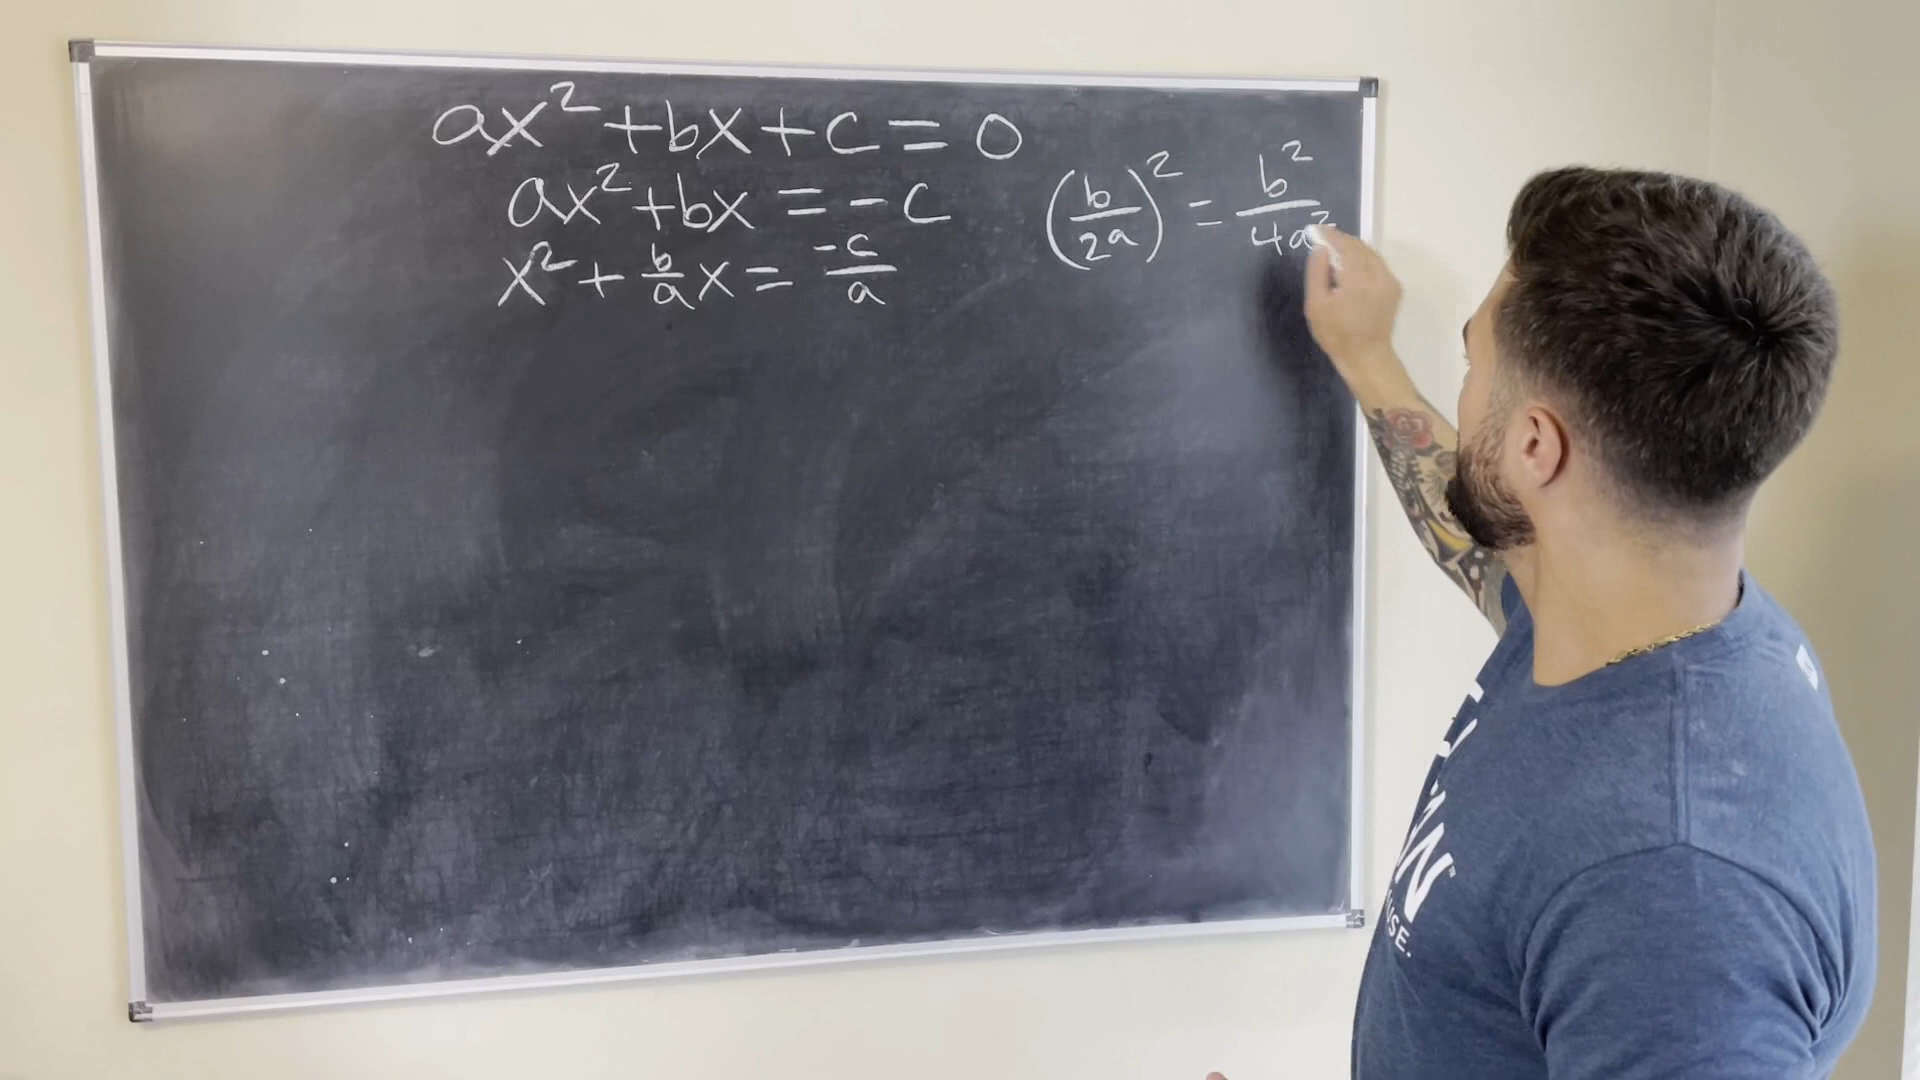 ax² + bx + c = 0
ax² + bx = -c
x² + b/a x = -c/a
(b/2a)² = b²/4a²